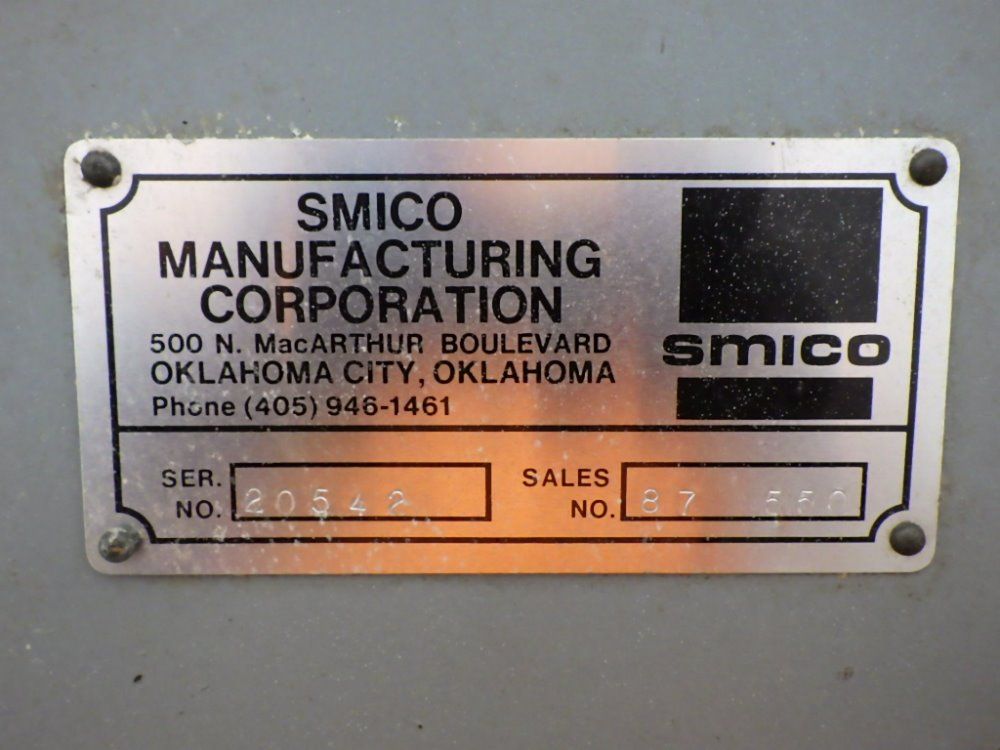 SMICO
MANUFACTURING
CORPORATION
500 N. MacARTHUR BOULEVARD
OKLAHOMA CITY, OKLAHOMA
Phone (405) 946-1461
smico
SER.
NO. 20542
SALES
NO. 87 550